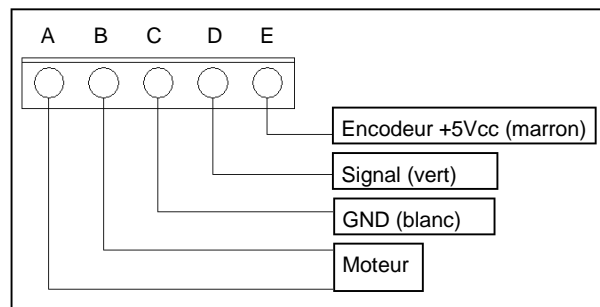 A B C D E
Encodeur +5Vcc (marron)
Signal (vert)
GND (blanc)
Moteur